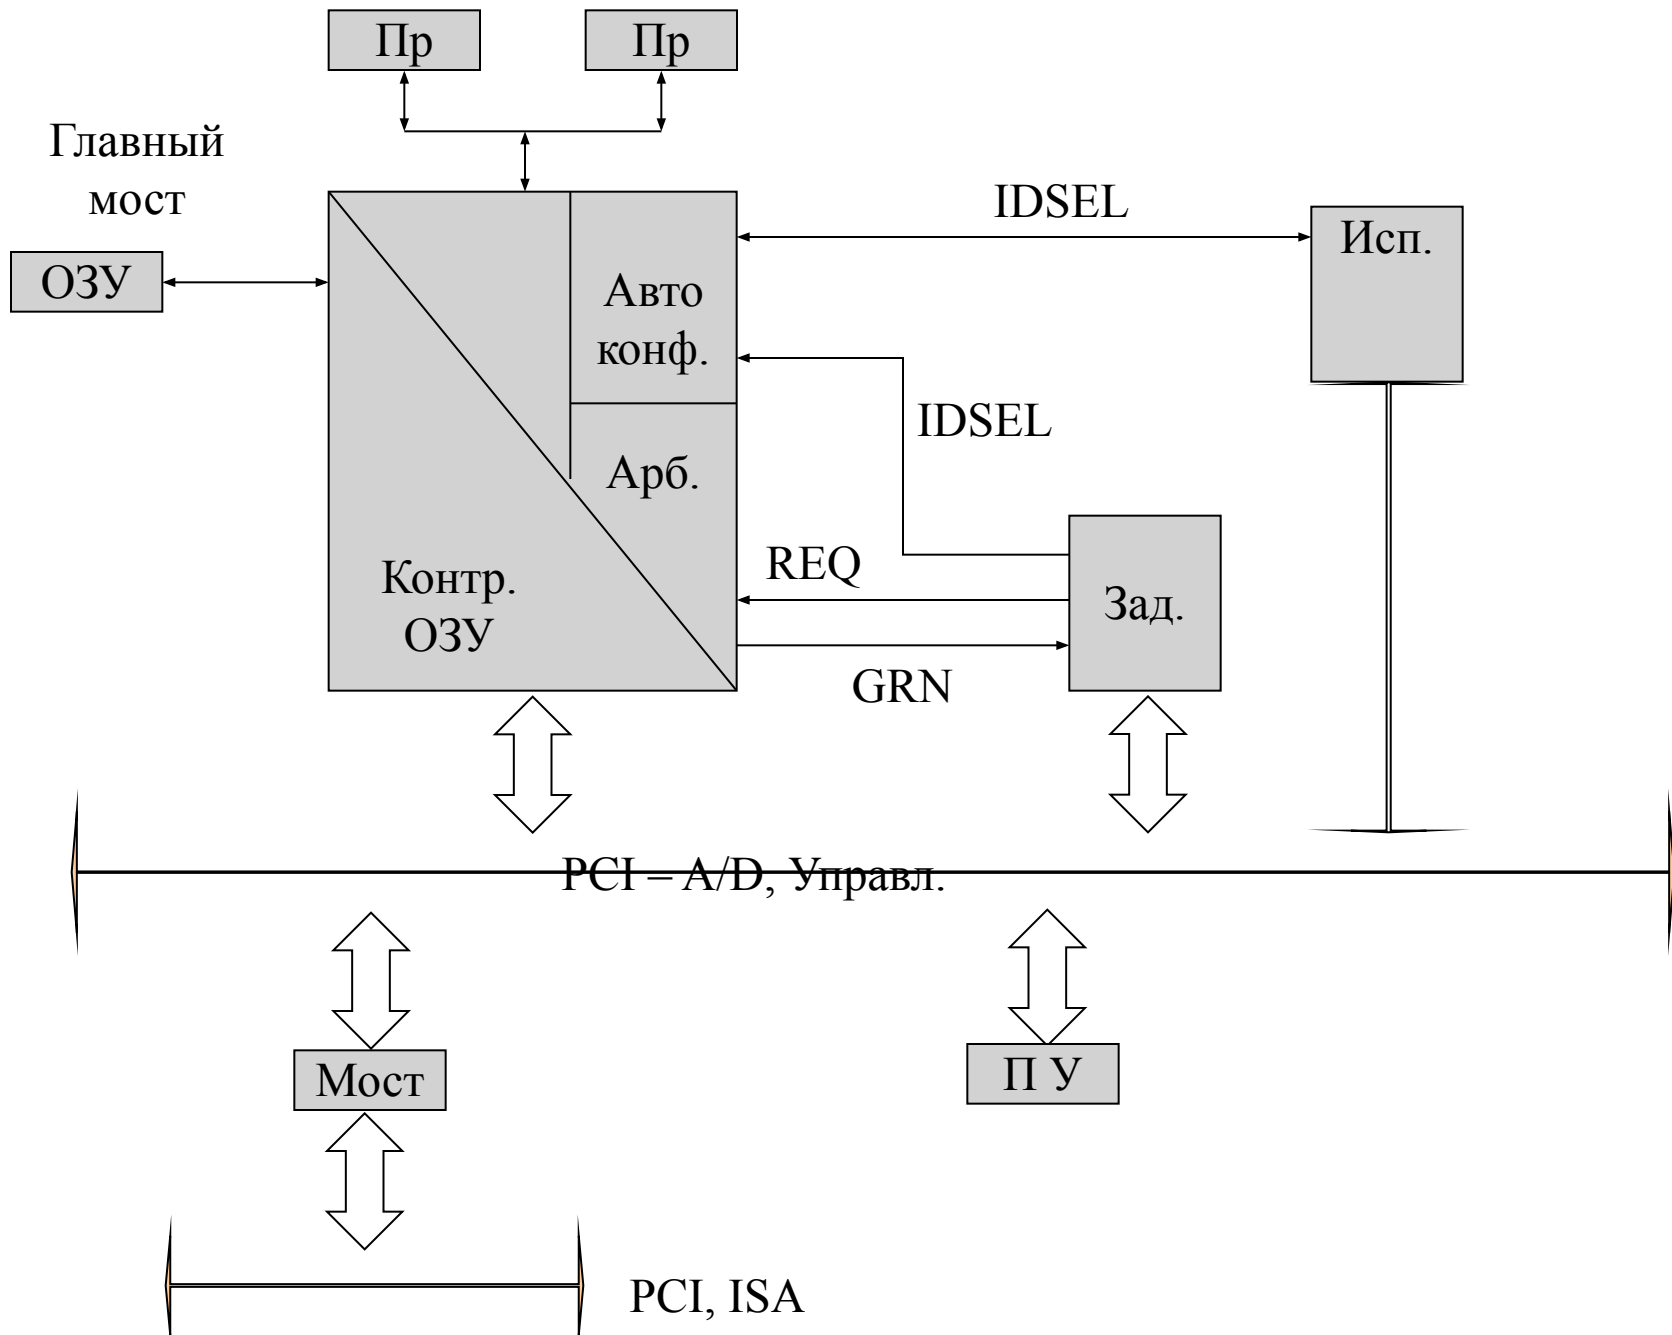 Пр
Пр
Главный
мост
ОЗУ
IDSEL
Исп.
Авто
конф.
IDSEL
Арб.
REQ
Контр.
ОЗУ
Зад.
GRN
PCI – A/D, Управл.
Мост
П У
PCI, ISA